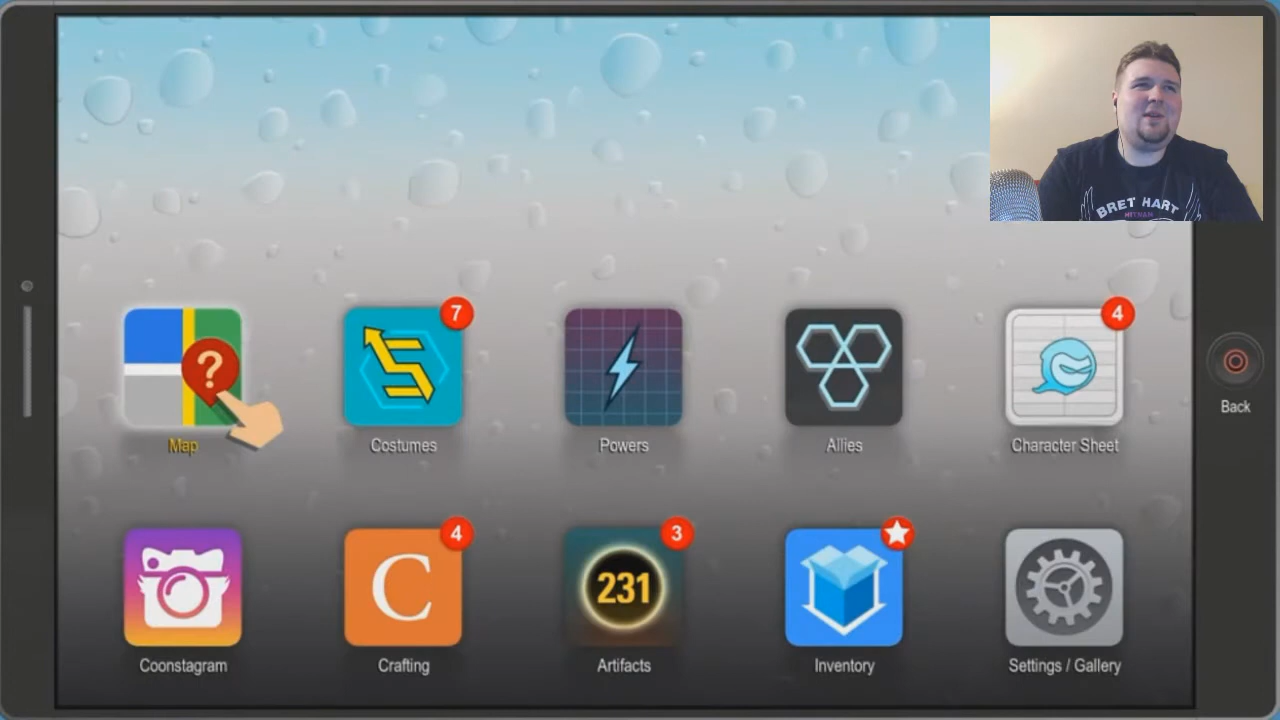 BRET HART
HITMAN
7
4
?
Map
Costumes
Powers
Allies
Character Sheet
Back
4
3
C
231
Coonstagram
Crafting
Artifacts
Inventory
Settings / Gallery